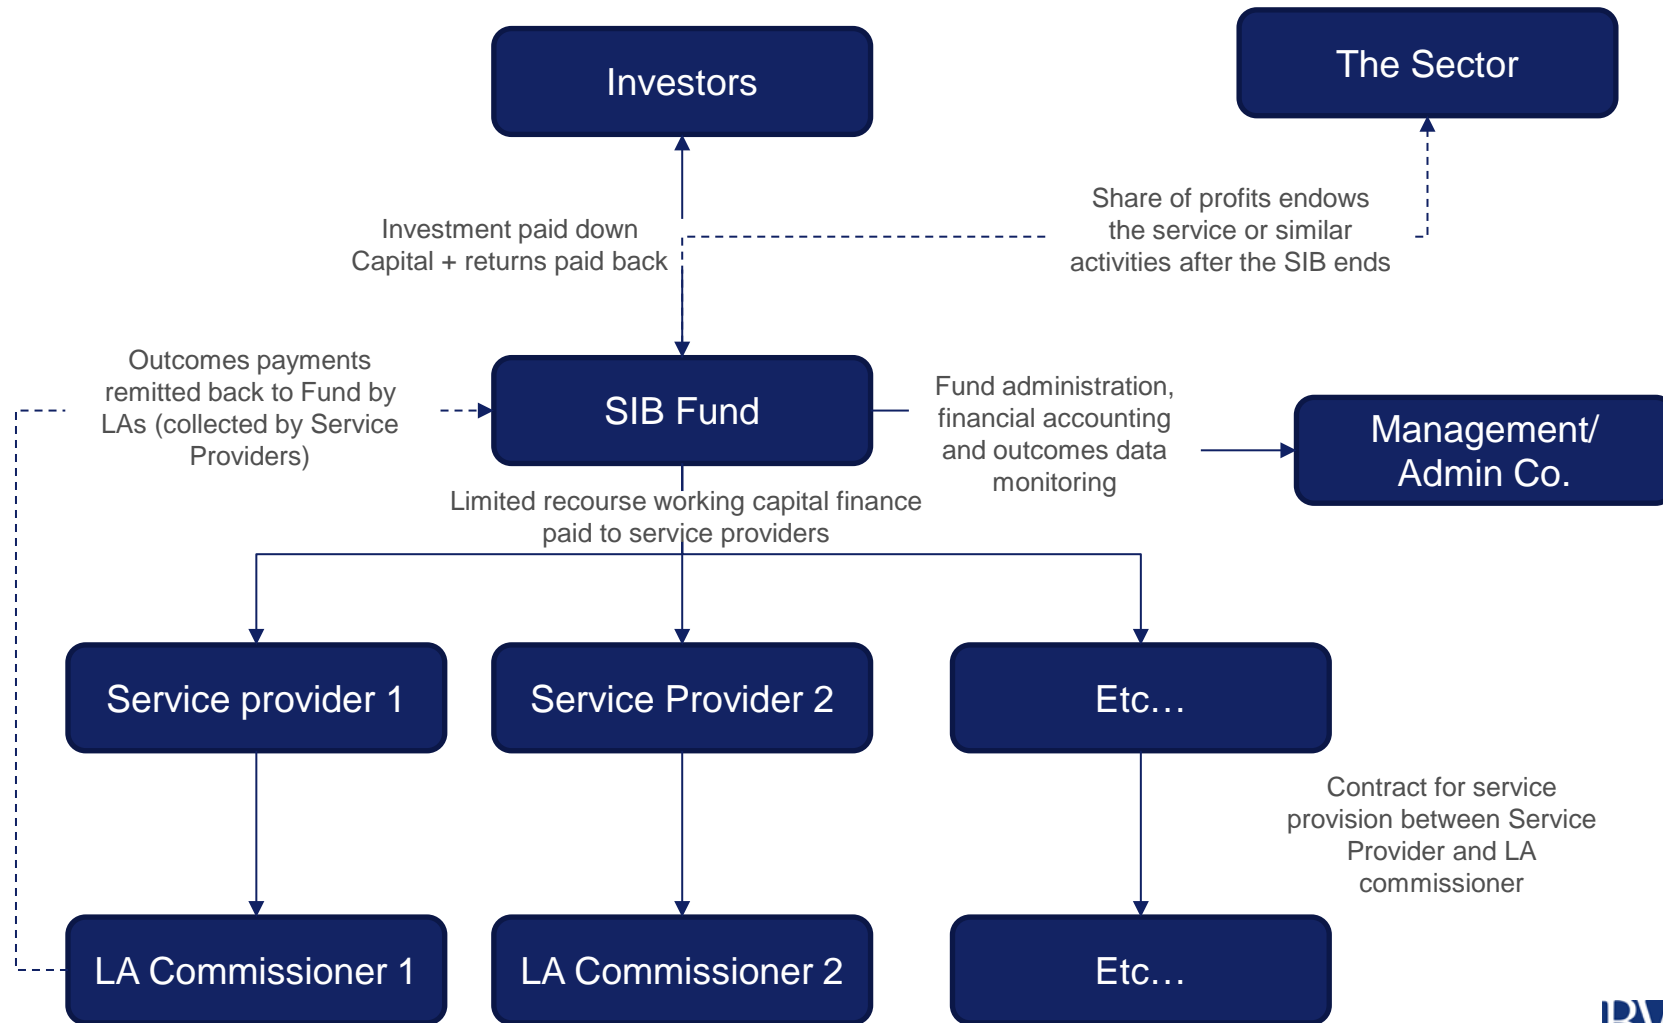 Investors
The Sector
Investment paid down
Capital + returns paid back
Share of profits endows
the service or similar
activities after the SIB ends
Outcomes payments
remitted back to Fund by
LAs (collected by Service
Providers)
SIB Fund
Fund administration,
financial accounting
and outcomes data
monitoring
Management/
Admin Co.
Limited recourse working capital finance
paid to service providers
Service provider 1
Service Provider 2
Etc…
Contract for service
provision between Service
Provider and LA
commissioner
LA Commissioner 1
LA Commissioner 2
Etc…